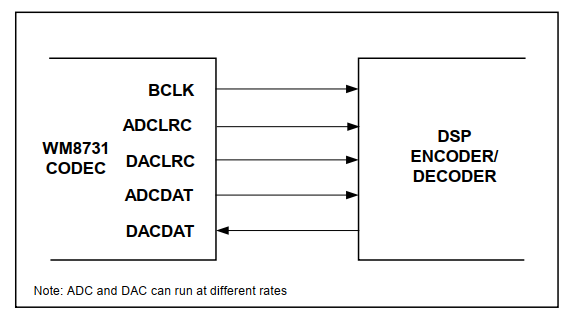 BCLK
ADCLRC
WM8731
CODEC
DACLRC
ADCDAT
DACDAT
DSP
ENCODER/
DECODER
Note: ADC and DAC can run at different rates